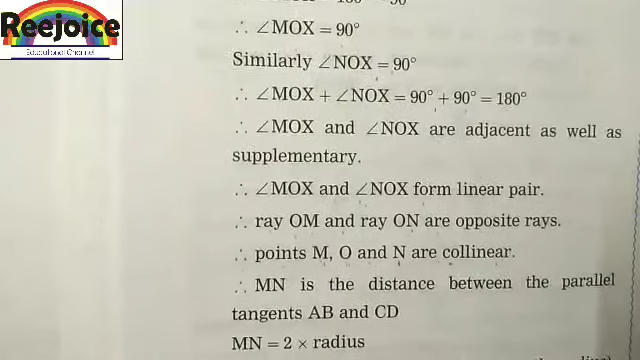 Reejoice
Educational Channel
∴ ∠MOX = 90°
Similarly ∠NOX = 90°
∴ ∠MOX + ∠NOX = 90° + 90° = 180°
∴ ∠MOX and ∠NOX are adjacent as well as
supplementary.
∴ ∠MOX and ∠NOX form linear pair.
∴ ray OM and ray ON are opposite rays.
∴ points M, O and N are collinear.
∴ MN is the distance between the parallel
tangents AB and CD
MN = 2 × radius